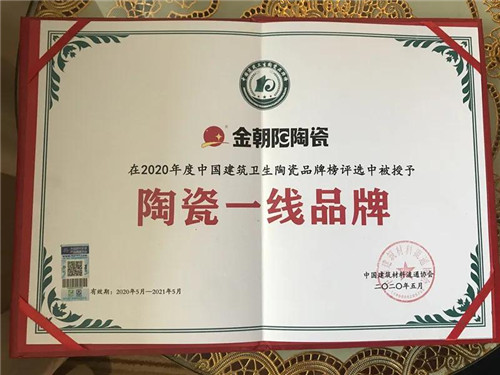 金朝阳陶瓷
在2020年度中国建筑卫生陶瓷品牌榜评选中被授予
陶瓷一线品牌
中国建筑材料流通协会
二〇二〇年五月
有效期：2020年5月—2021年5月